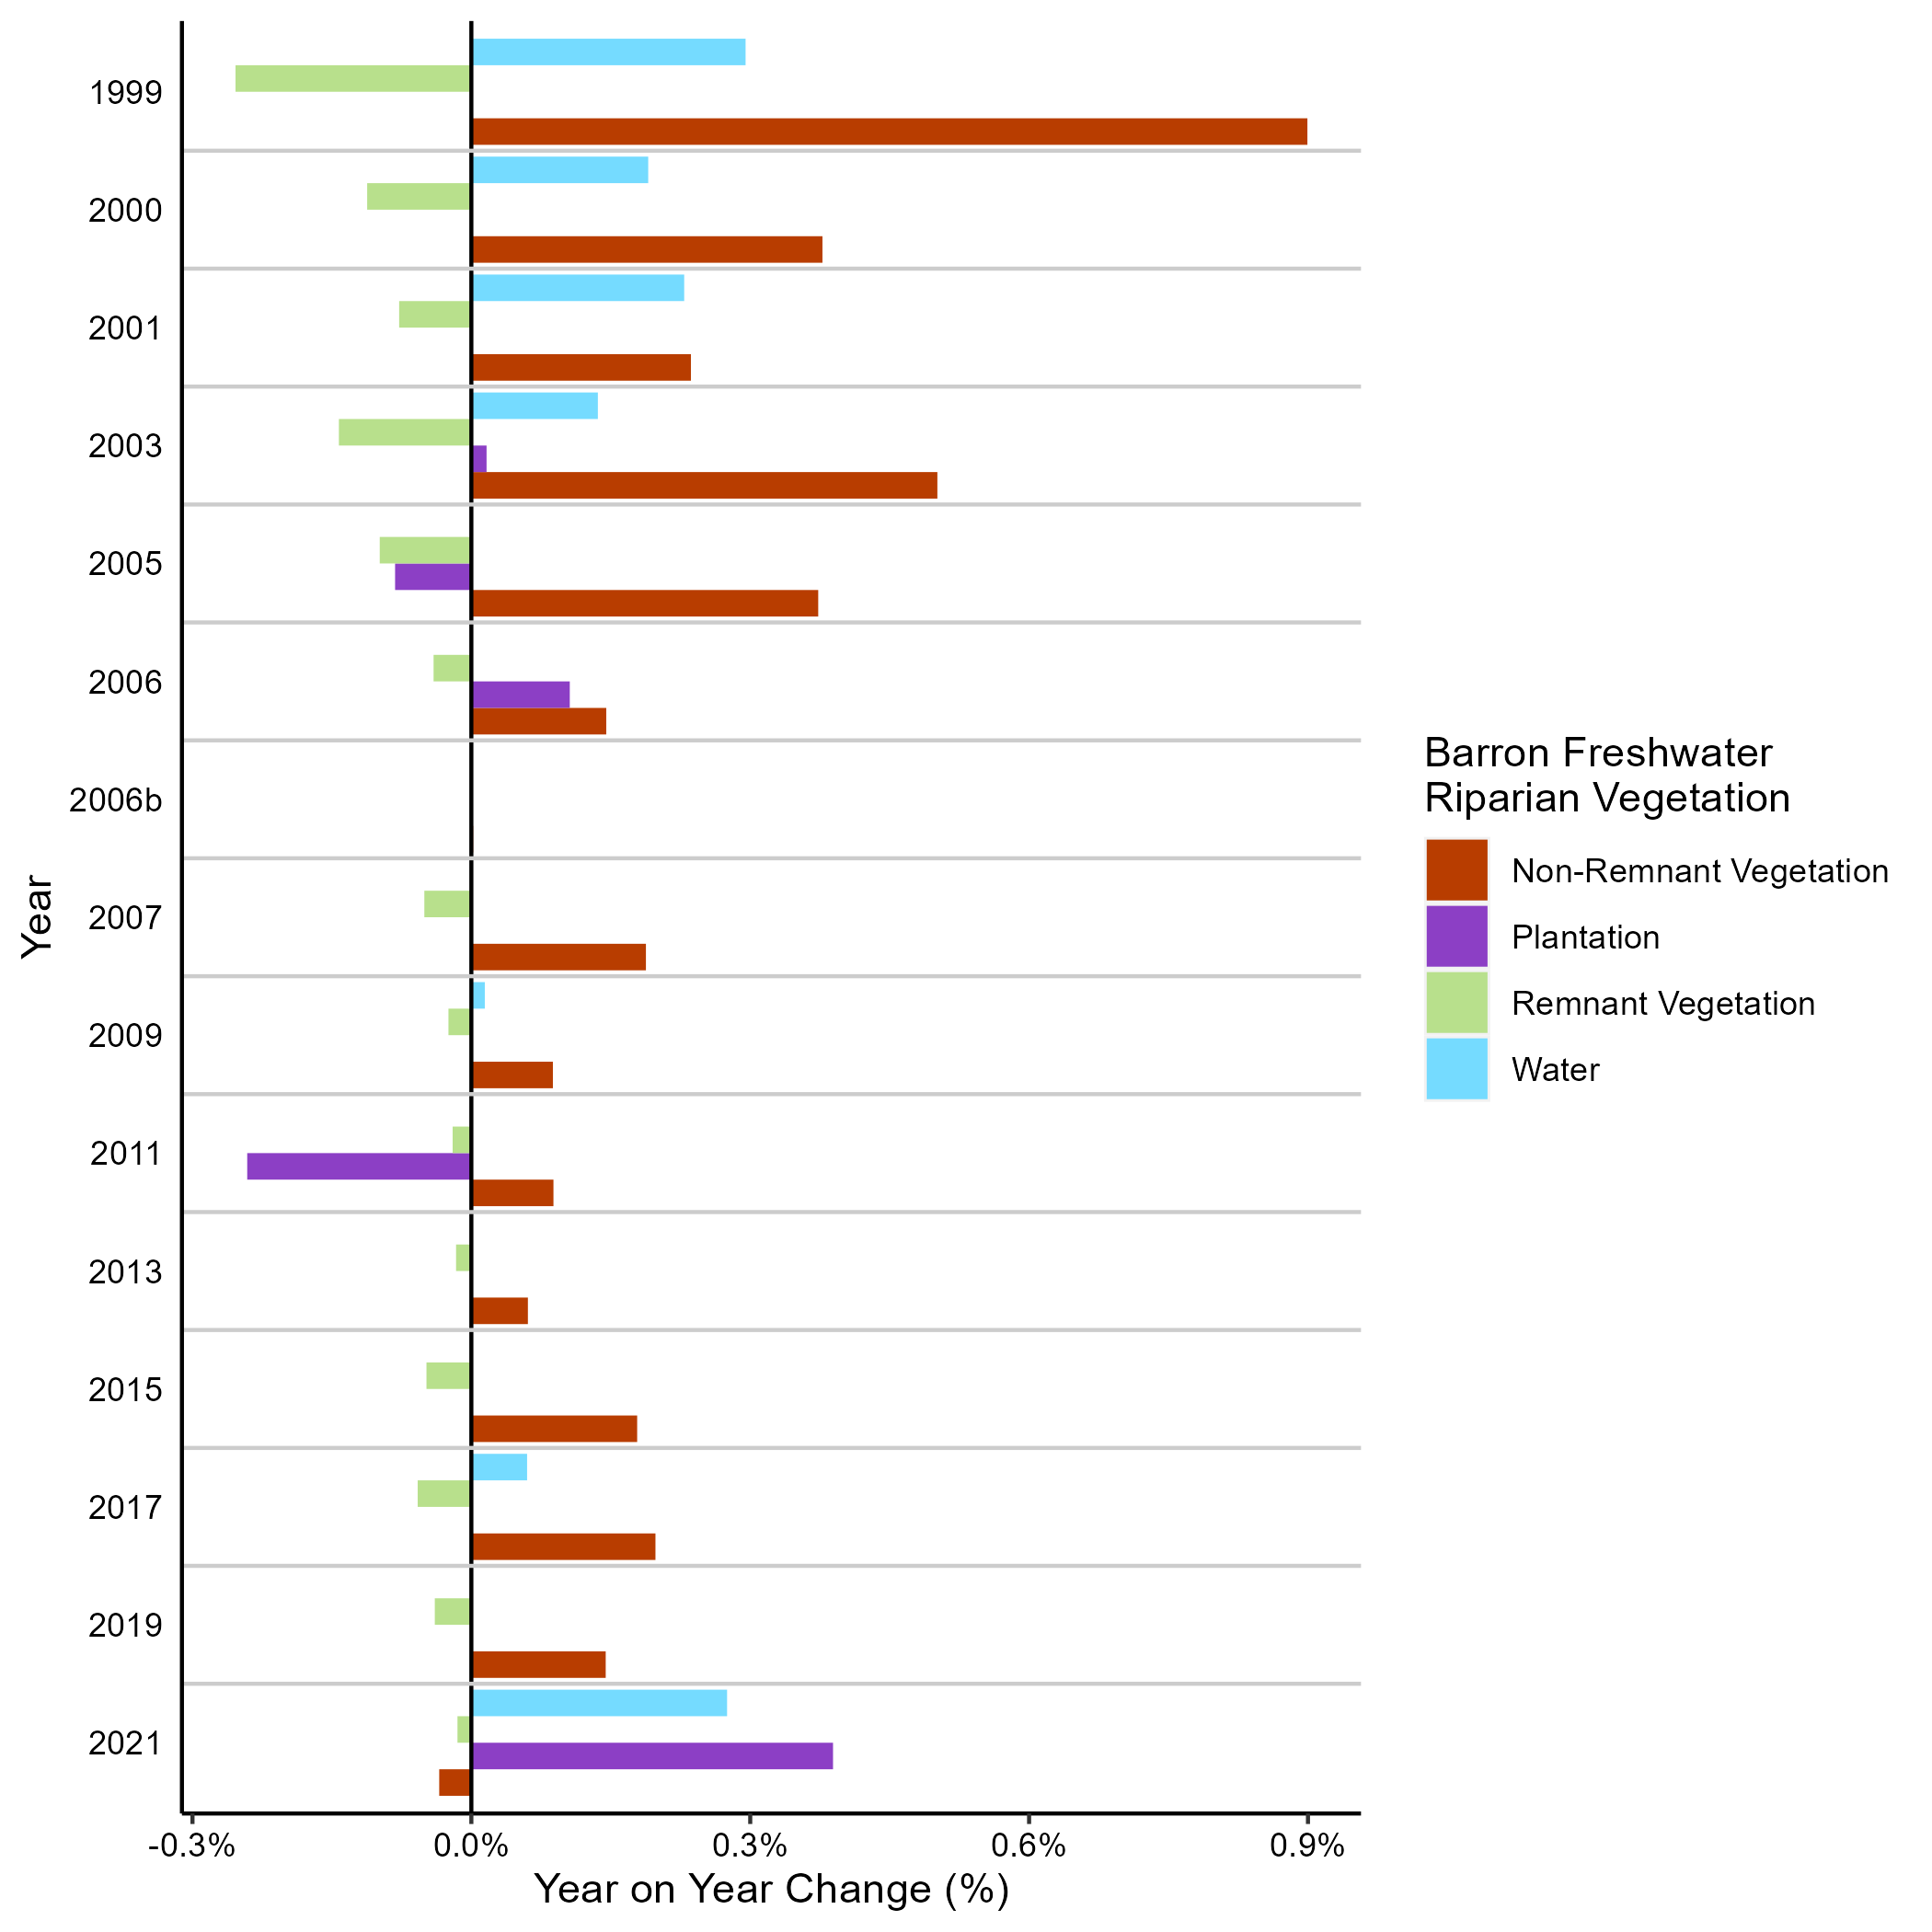 1999
2000
2001
2003
2005
2006
2006b
2007
2009
2011
2013
2015
2017
2019
2021
Year
-0.3%
0.0%
0.3%
0.6%
0.9%
Year on Year Change (%)
Barron Freshwater
Riparian Vegetation
Non-Remnant Vegetation
Plantation
Remnant Vegetation
Water